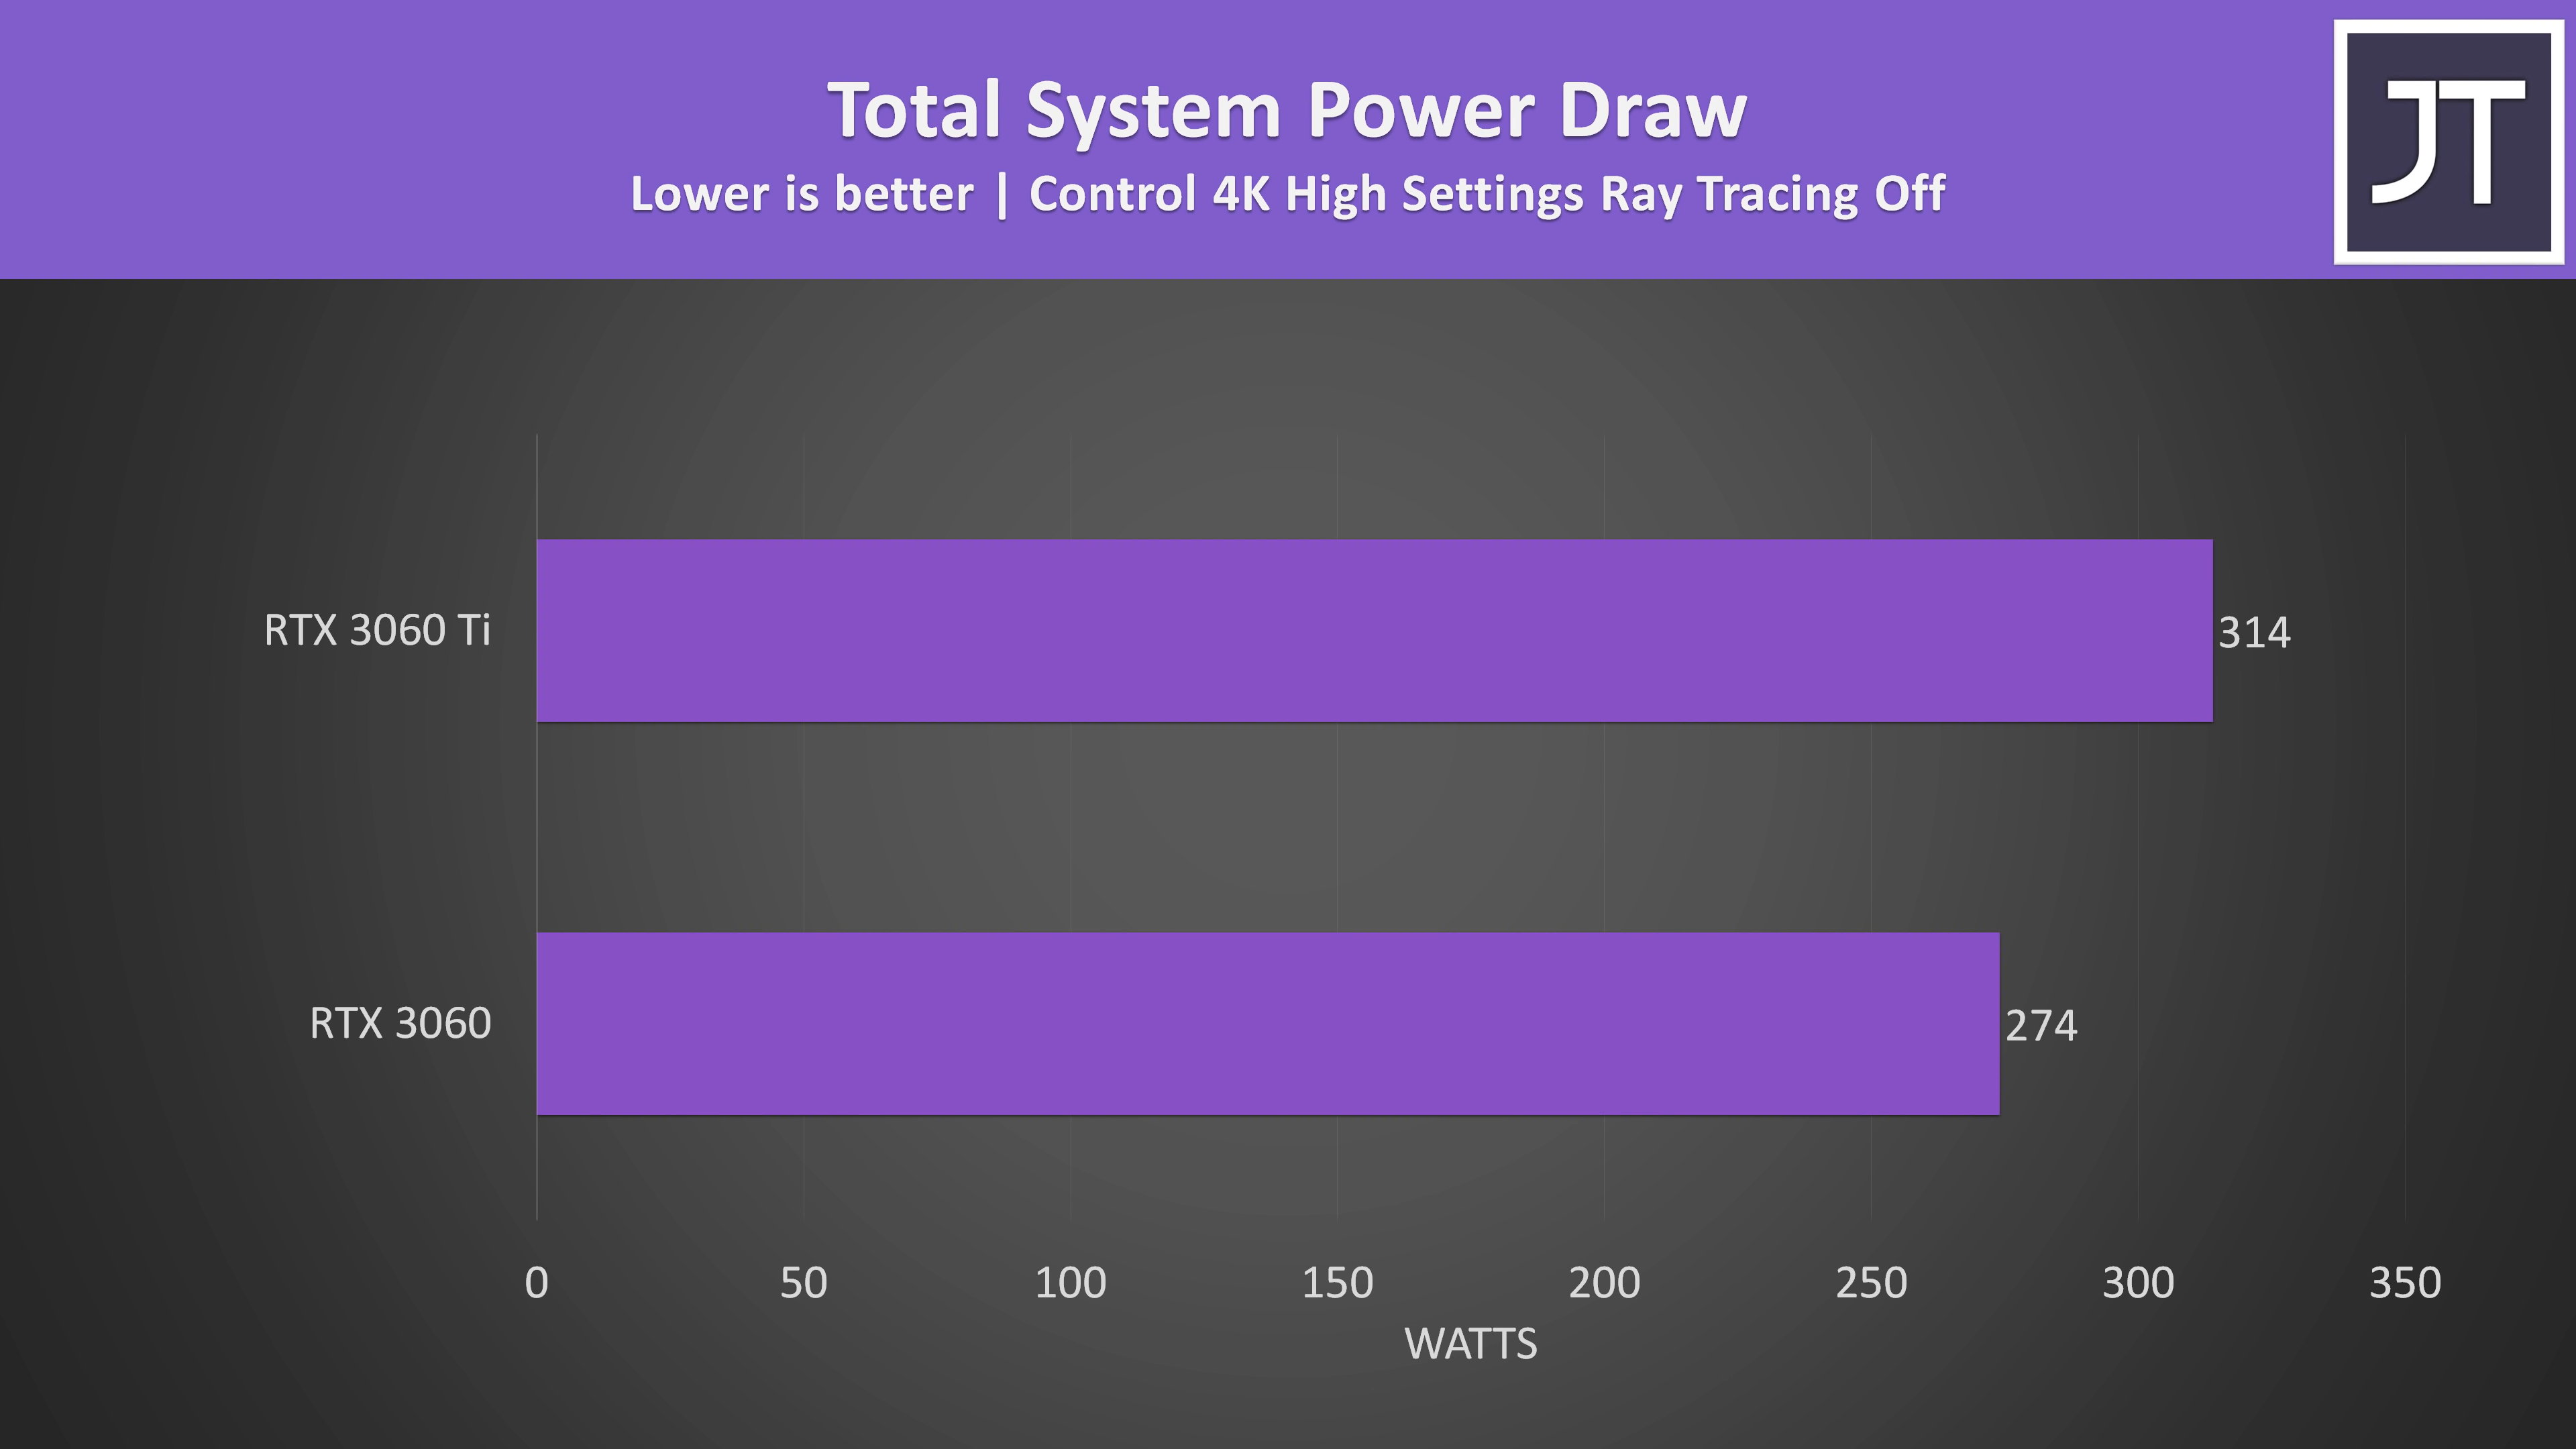 Total System Power Draw
Lower is better | Control 4K High Settings Ray Tracing Off
JT
RTX 3060 Ti
314
RTX 3060
274
0 50 100 150 200 250 300 350
WATTS